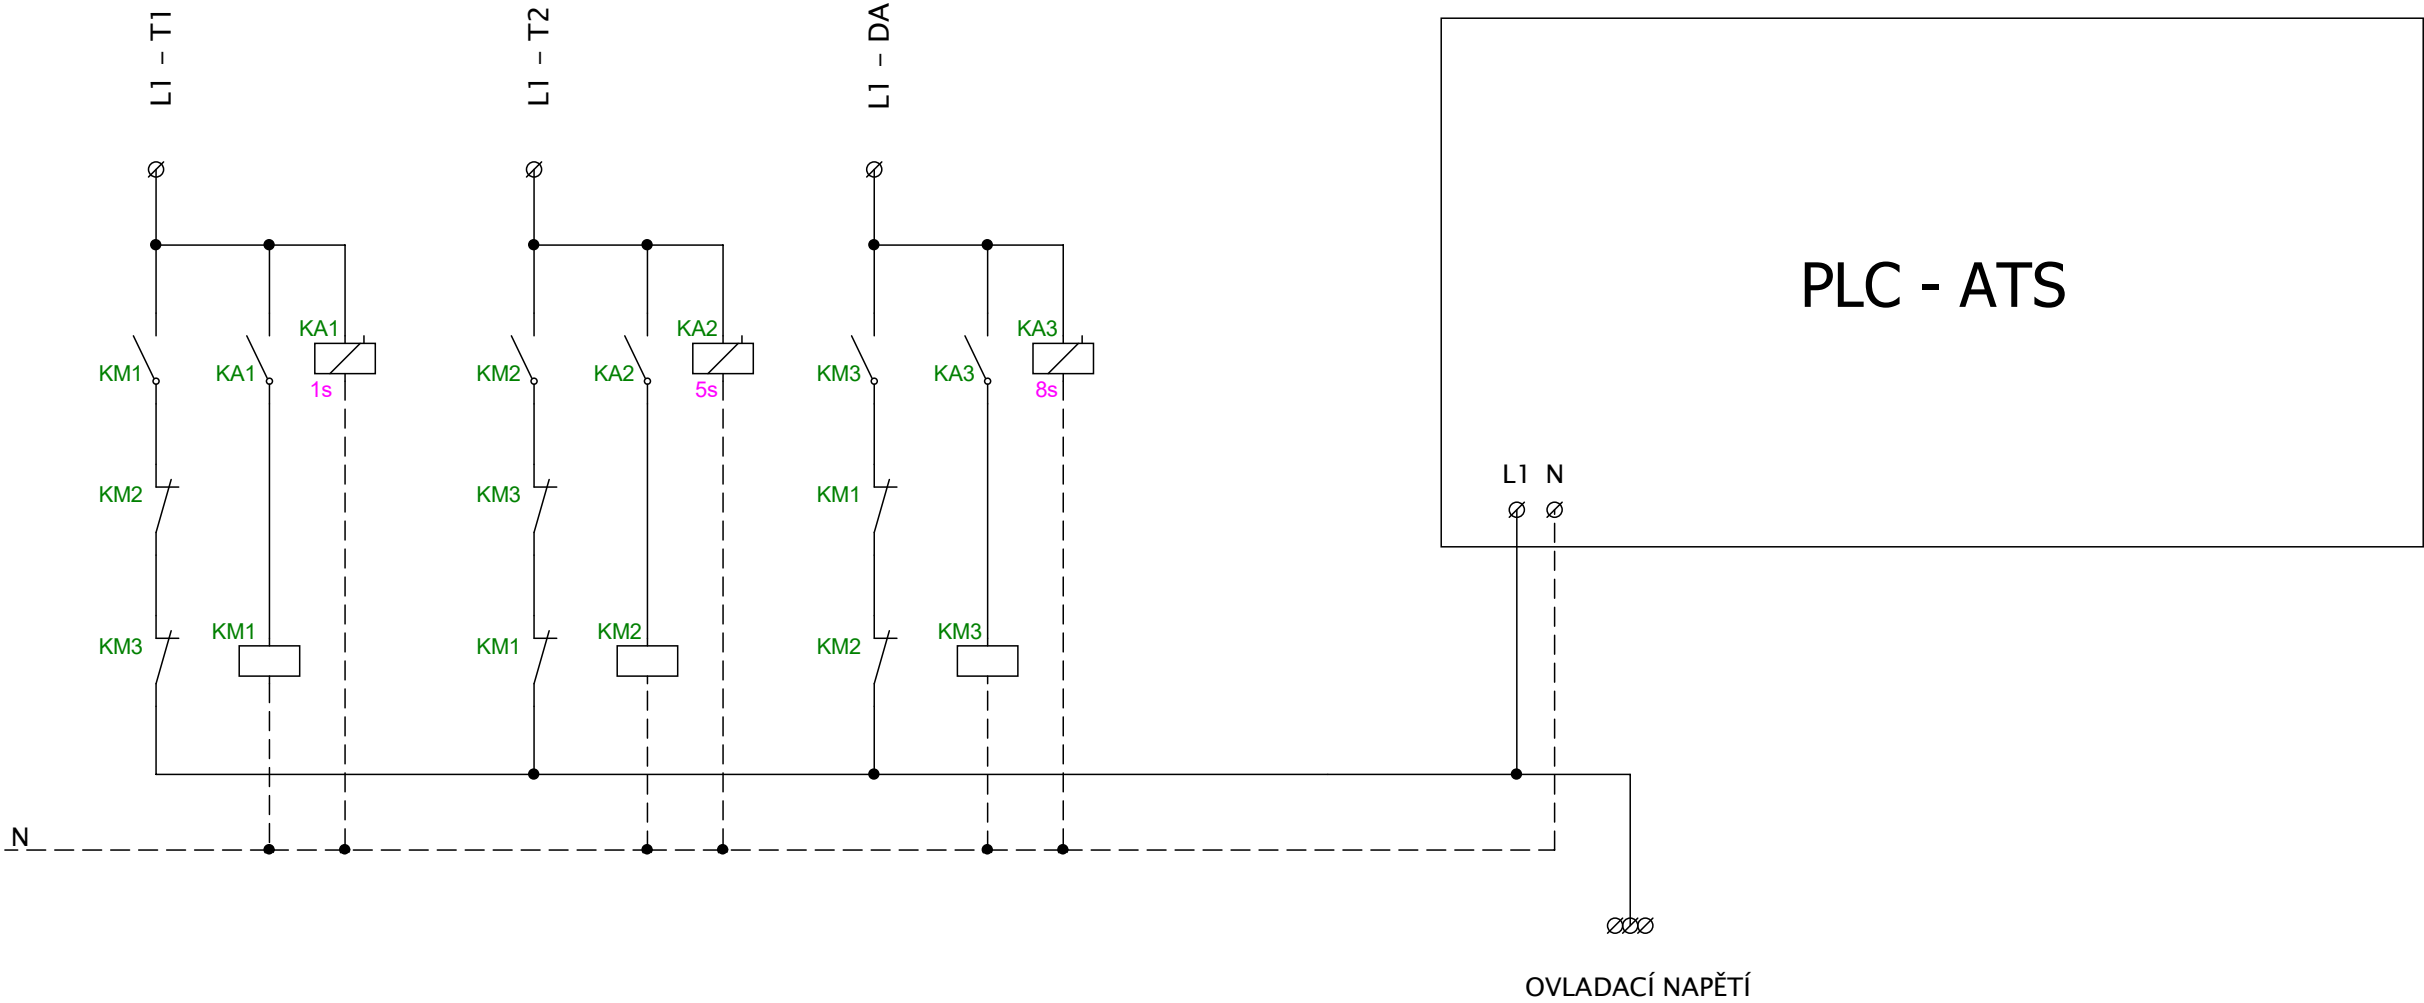 L1 - T1
L1 - T2
L1 - DA
PLC - ATS
KA1
KA2
KA3
KM1
KA1
1s
KM2
KA2
5s
KM3
KA3
8s
L1 N
KM2
KM3
KM1
KM1
KM2
KM3
KM3
KM1
KM2
N
OVLADACÍ NAPĚTÍ